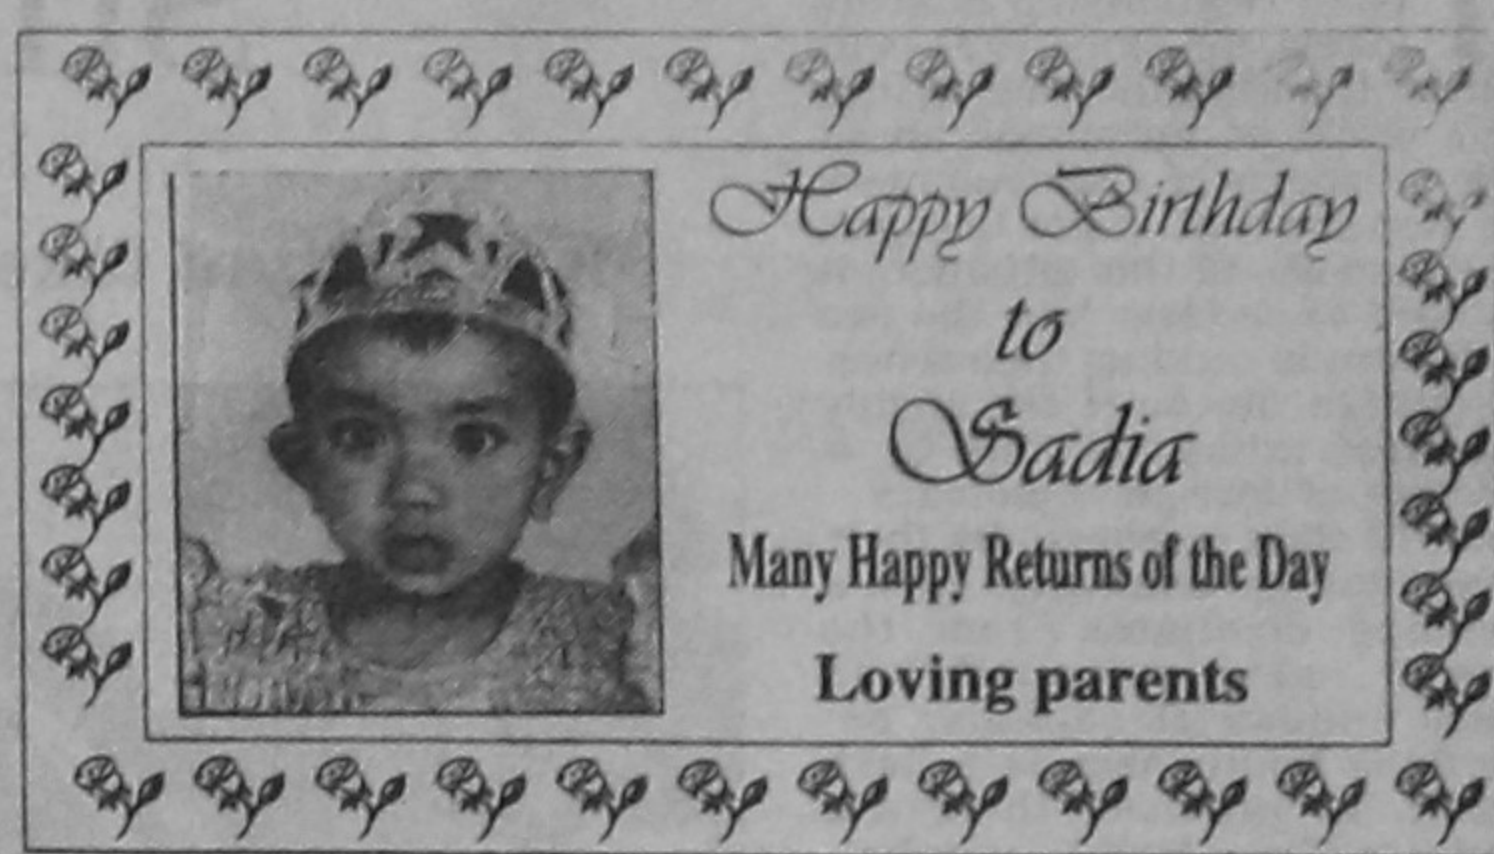 Happy Birthday
to
Sadia
Many Happy Returns of the Day
Loving parents